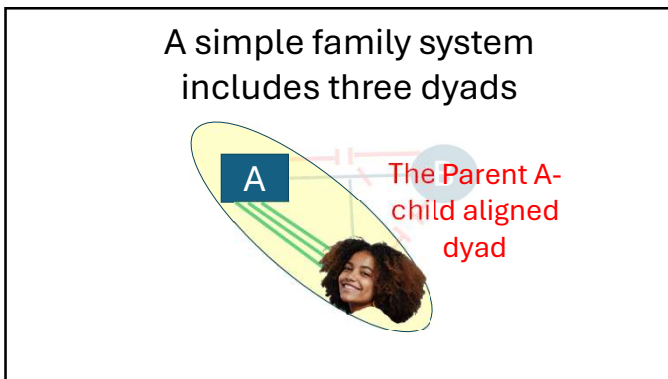 A simple family system
includes three dyads
A
B
The Parent A-
child aligned
dyad